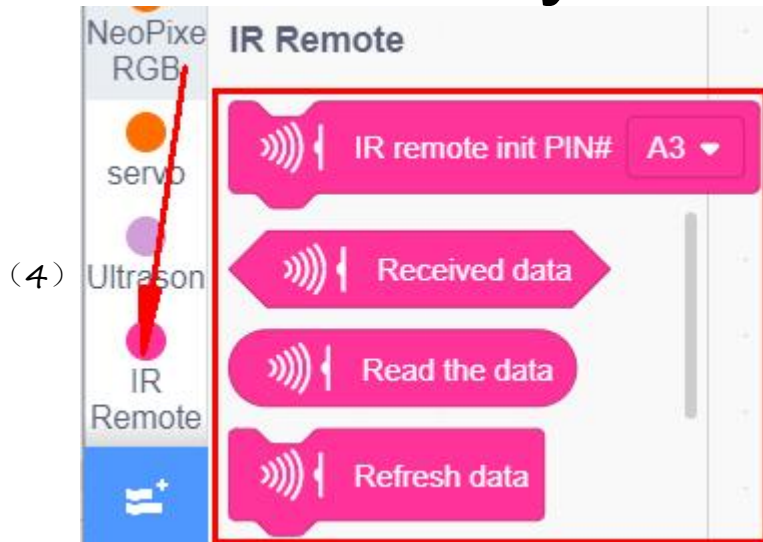 NeoPixe
RGB
servo
（4）
Ultrason
IR
Remote
IR Remote
IR remote init PIN# A3
Received data
Read the data
Refresh data